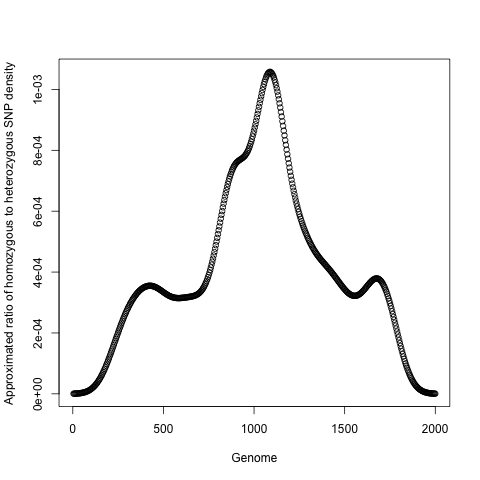 Approximated ratio of homozygous to heterozygous SNP density
1e-03
8e-04
6e-04
4e-04
2e-04
0e+00
0 500 1000 1500 2000
Genome